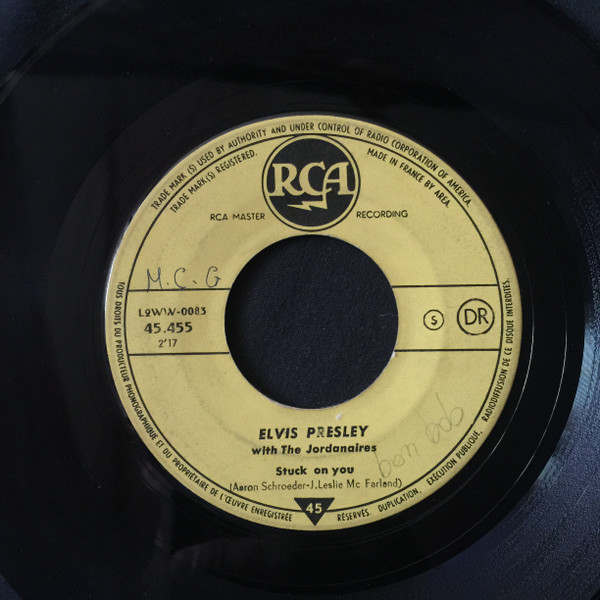 TRADE MARK (S) USED BY AUTHORITY AND UNDER CONTROL OF RADIO CORPORATION OF AMERICA.
TRADE MARK(S) REGISTERED.
MADE IN FRANCE BY AREA.
RCA
RCA MASTER RECORDING
M.C.G
L2WW-0083
45.455
2'17
S
DR
ELVIS PRESLEY
with The Jordanaires
Stuck on you
(Aaron Schroeder-J.Leslie Mc Farland)
45
TOUS DROITS DU PRODUCTEUR PHONOGRAPHIQUE ET DU PROPRIÉTAIRE DE L'ŒUVRE ENREGISTRÉE RÉSERVÉS. DUPLICATION, EXÉCUTION PUBLIQUE, RADIODIFFUSION DE CE DISQUE INTERDITES.